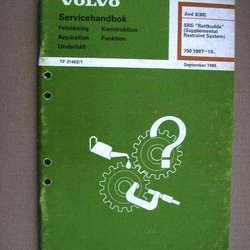 VOLVO
Servicehandbok
Felsökning Konstruktion
Reparation Funktion
Underhåll
TP 31403/1
Avd 8(88)
SRS "Rattkudde"
(Supplemental
Restraint System)
700 1987–19..
September 1986